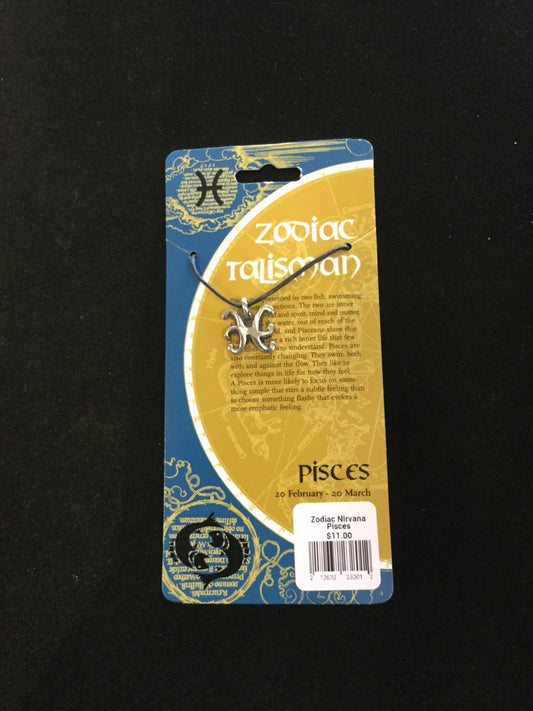 Zodiac
Talisman
presented by two fish, swimming
ections. The two are inner
and spirit, mind and matter,
water, out of reach of the
and Pisceans show this
a rich inner life that few
ans understand. Pisces are
also constantly changing. They swim both
with and against the flow. They like to
explore things in life for how they feel.
A Pisces is more likely to focus on some-
thing simple that stirs a subtle feeling than
to choose something flashy that evokes a
more emphatic feeling.
Pisces
20 February - 20 March
Zodiac Nirvana
Pisces
$11.00